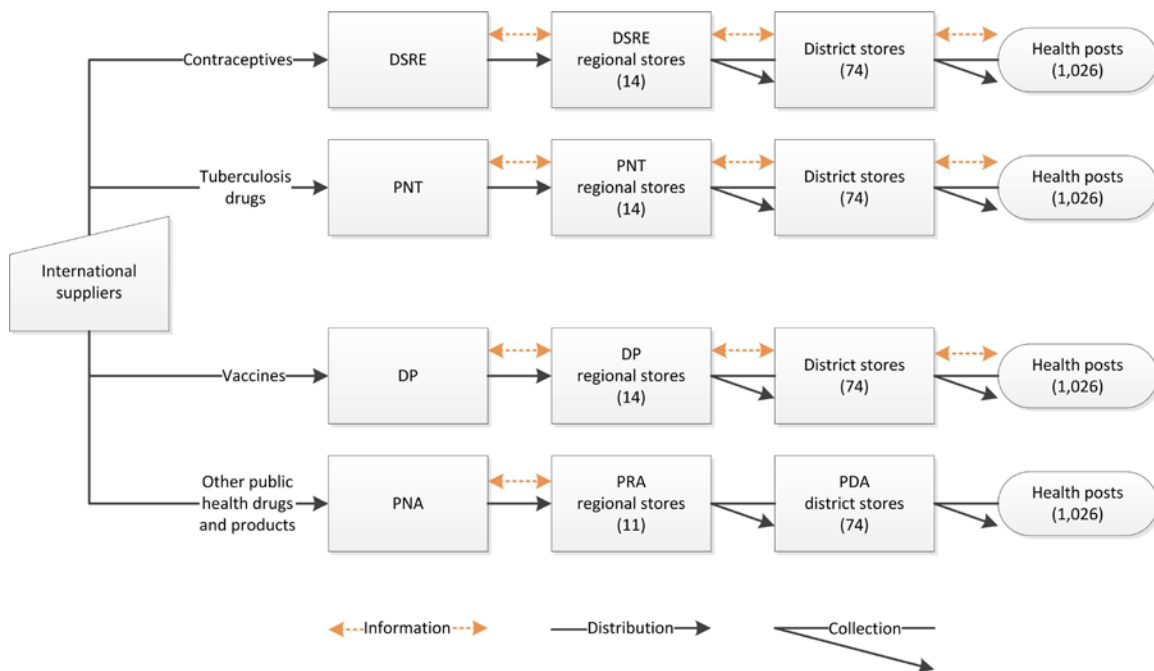 Contraceptives
DSRE
DSRE
regional stores
(14)
District stores
(74)
Health posts
(1,026)
Tuberculosis
drugs
PNT
PNT
regional stores
(14)
District stores
(74)
Health posts
(1,026)
International
suppliers
Vaccines
DP
DP
regional stores
(14)
District stores
(74)
Health posts
(1,026)
Other public
health drugs
and products
PNA
PRA
regional stores
(11)
PDA
district stores
(74)
Health posts
(1,026)
Information
Distribution
Collection